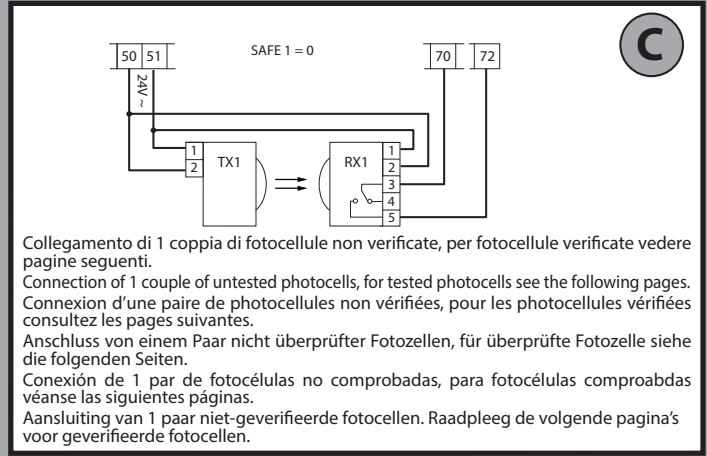 C
50 51 SAFE 1 = 0 70 72
24V ~
1 TX1 RX1 1
2 2
3
4
5
Collegamento di 1 coppia di fotocellule non verificate, per fotocellule verificate vedere
pagine seguenti.
Connection of 1 couple of untested photocells, for tested photocells see the following pages.
Connexion d’une paire de photocellules non vérifiées, pour les photocellules vérifiées
consultez les pages suivantes.
Anschluss von einem Paar nicht überprüfter Fotozellen, für überprüfte Fotozelle siehe
die folgenden Seiten.
Conexión de 1 par de fotocélulas no comprobadas, para fotocélulas comproabdas
véanse las siguientes páginas.
Aansluiting van 1 paar niet-geverifieerde fotocellen. Raadpleeg de volgende pagina’s
voor geverifieerde fotocellen.